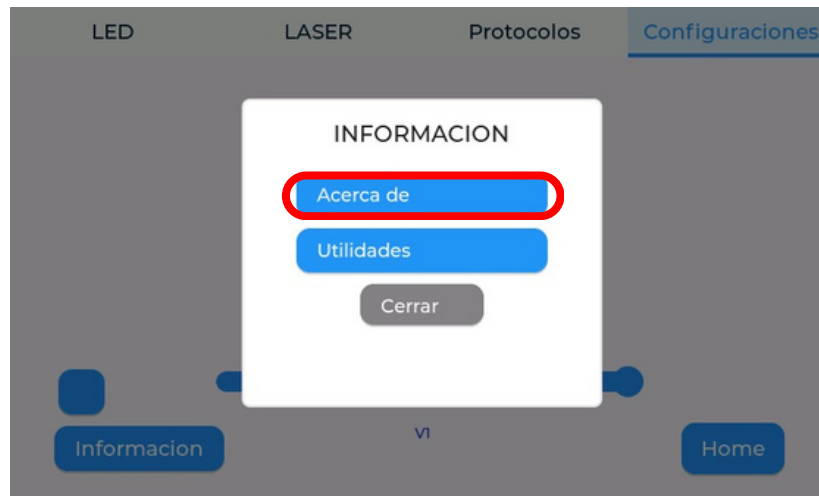 LED LASER Protocolos Configuraciones
INFORMACION
Acerca de
Utilidades
Cerrar
V1
Informacion Home